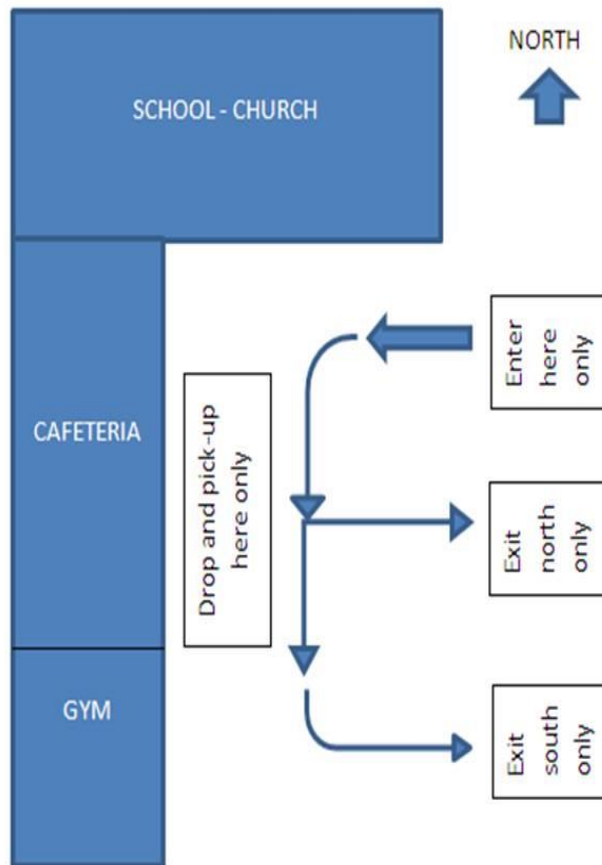 SCHOOL - CHURCH
NORTH
Enter
here
only
CAFETERIA
Drop and pick-up
here only
Exit
north
only
GYM
Exit
south
only